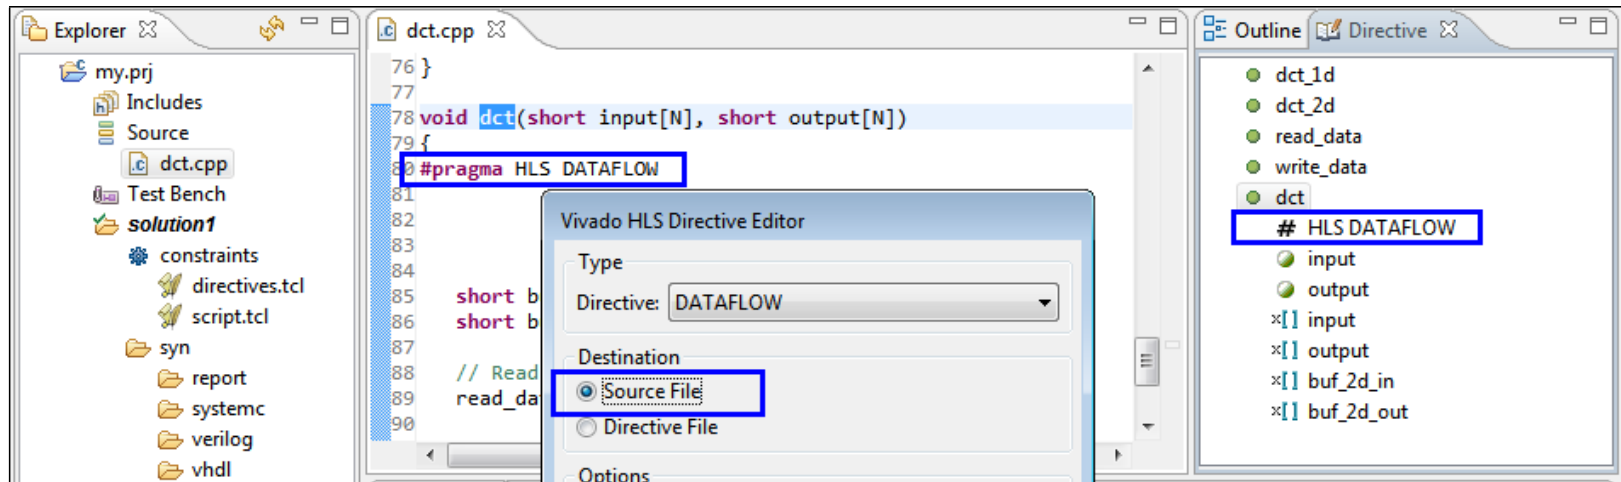 Explorer
my.prj
Includes
Source
dct.cpp
Test Bench
solution1
constraints
directives.tcl
script.tcl
syn
report
systemc
verilog
vhdl
dct.cpp
76 }
77
78 void dct(short input[N], short output[N])
79 {
80 #pragma HLS DATAFLOW
81
82
83
84
85 short b
86 short b
87
88 // Read
89 read_da
90
Vivado HLS Directive Editor
Type
Directive: DATAFLOW
Destination
Source File
Directive File
Options
Outline Directive
dct_1d
dct_2d
read_data
write_data
dct
# HLS DATAFLOW
input
output
x[] input
x[] output
x[] buf_2d_in
x[] buf_2d_out